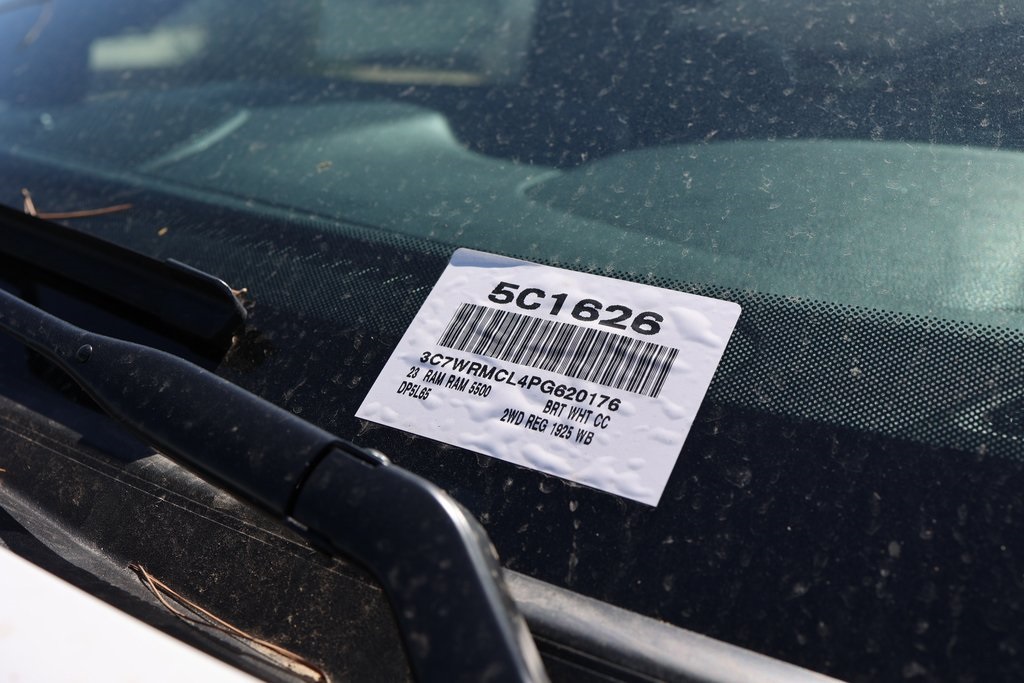 5C1626
3C7WRMCL4PG620176
23 RAM RAM 5500
BRT WHT CC
DP5L65
2WD REG 1925 WB